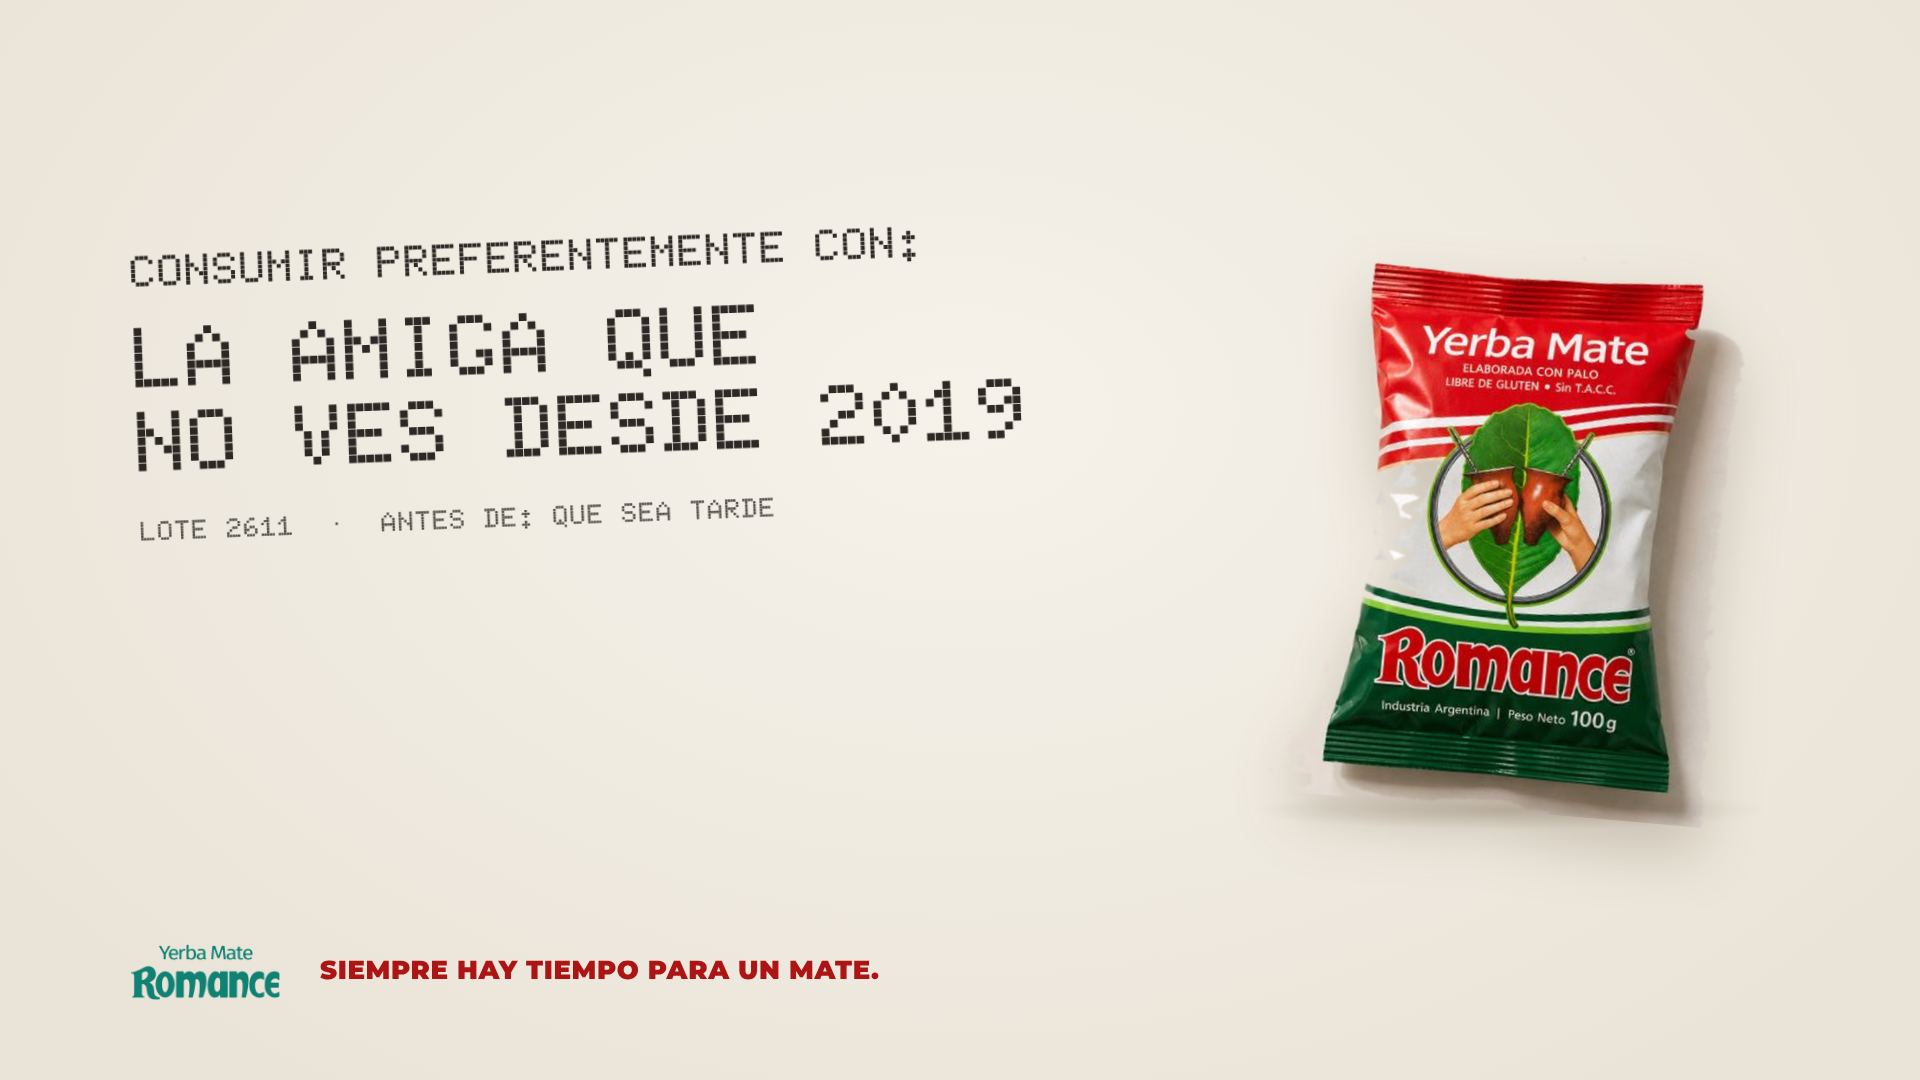 CONSUMIR PREFERENTEMENTE CON:
LA AMIGA QUE
NO VES DESDE 2019
LOTE 2611 · ANTES DE: QUE SEA TARDE
Yerba Mate
ELABORADA CON PALO
LIBRE DE GLUTEN • Sin T.A.C.C.
Romance®
Industria Argentina | Peso Neto 100g
Yerba Mate
Romance
SIEMPRE HAY TIEMPO PARA UN MATE.